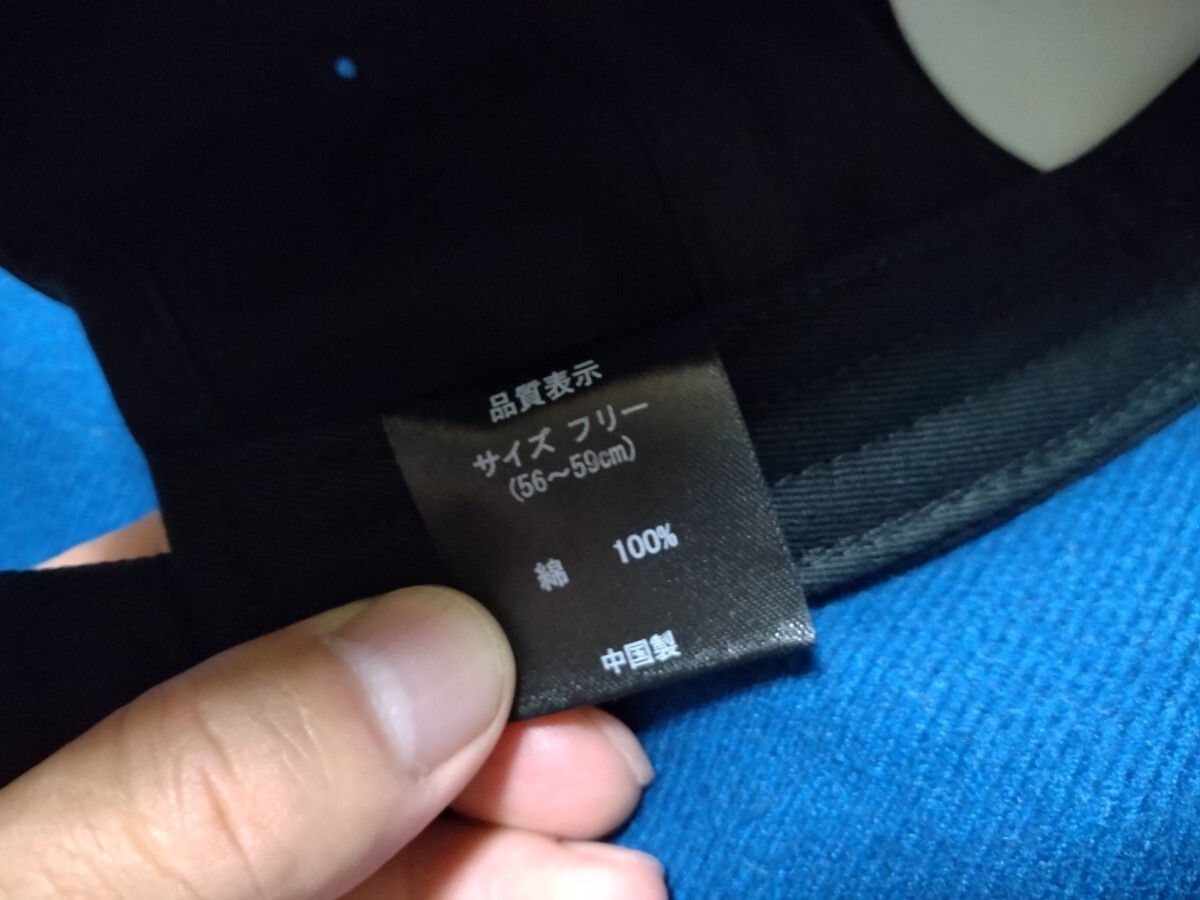 品質表示
サイズ フリー
(56～59cm)
綿 100%
中国製